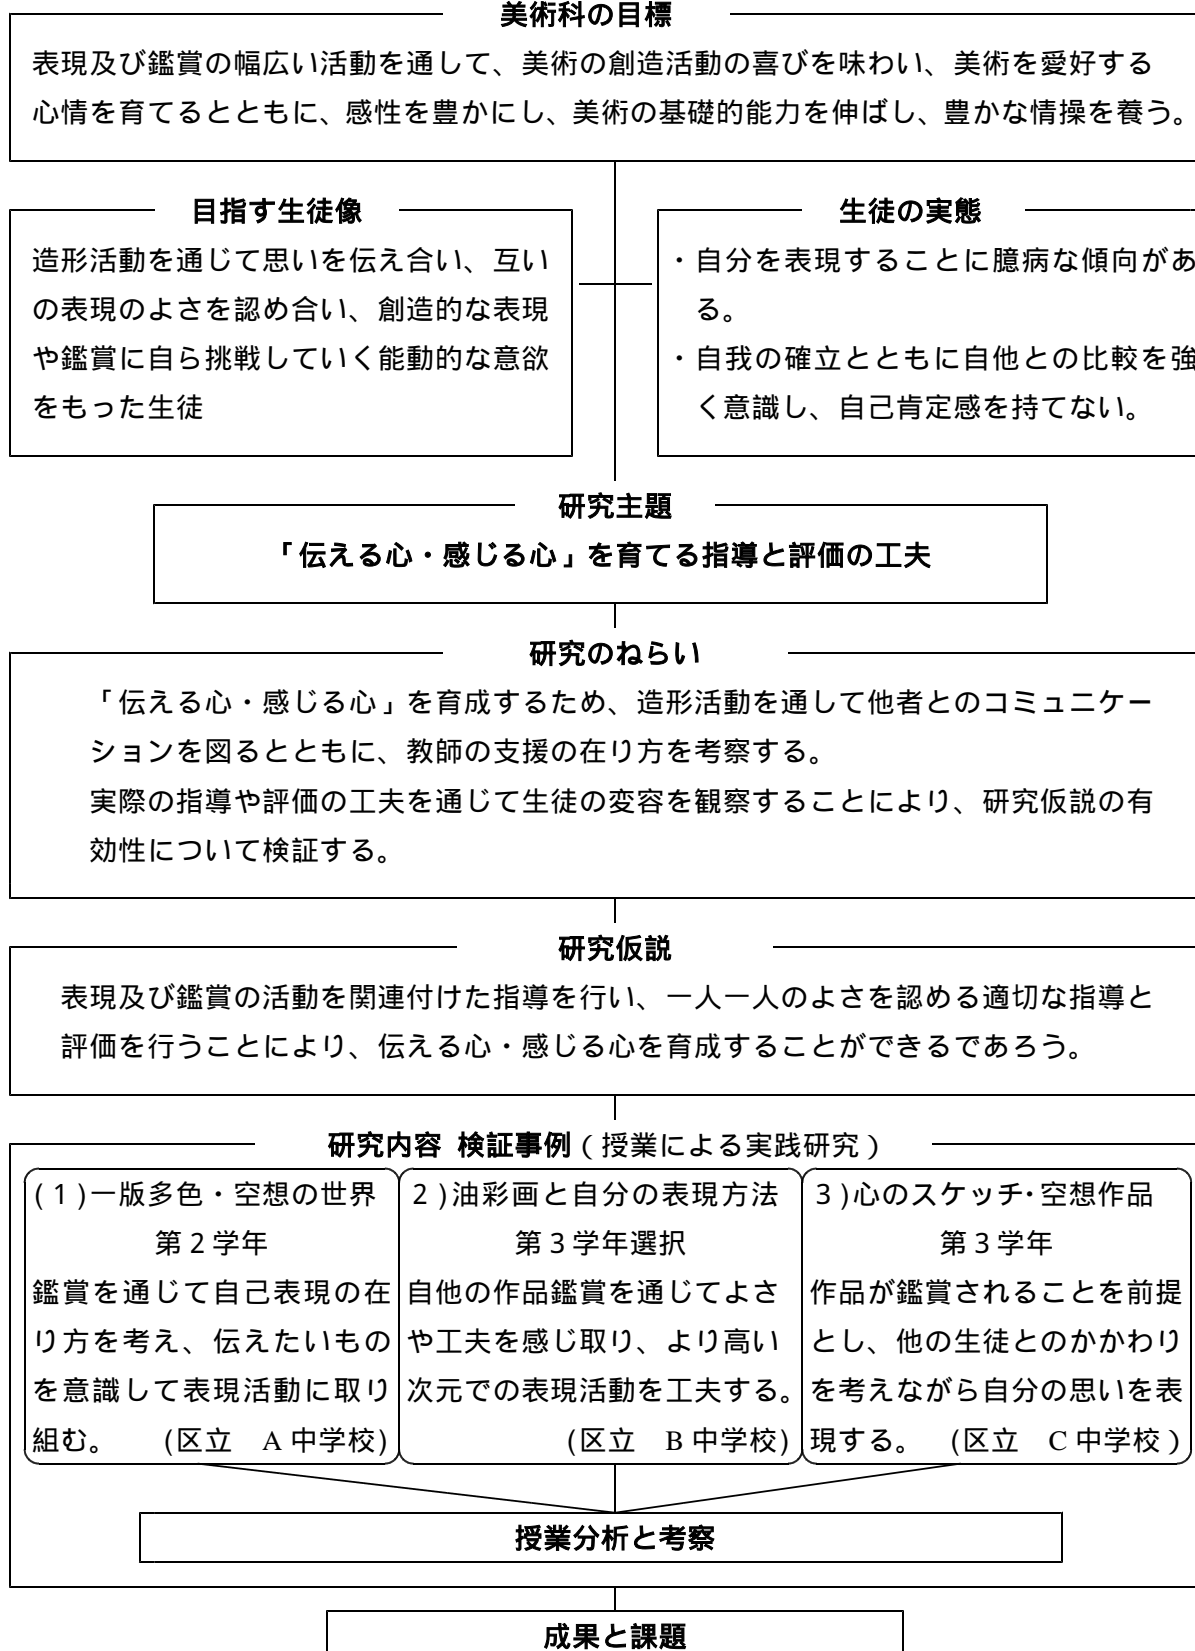 美術科の目標
表現及び鑑賞の幅広い活動を通して、美術の創造活動の喜びを味わい、美術を愛好する
心情を育てるとともに、感性を豊かにし、美術の基礎的能力を伸ばし、豊かな情操を養う。
目指す生徒像
造形活動を通じて思いを伝え合い、互い
の表現のよさを認め合い、創造的な表現
や鑑賞に自ら挑戦していく能動的な意欲
をもった生徒
生徒の実態
・自分を表現することに臆病な傾向があ
る。
・自我の確立とともに自他との比較を強
く意識し、自己肯定感を持てない。
研究主題
「伝える心・感じる心」を育てる指導と評価の工夫
研究のねらい
「伝える心・感じる心」を育成するため、造形活動を通して他者とのコミュニケー
ションを図るとともに、教師の支援の在り方を考察する。
実際の指導や評価の工夫を通じて生徒の変容を観察することにより、研究仮説の有
効性について検証する。
研究仮説
表現及び鑑賞の活動を関連付けた指導を行い、一人一人のよさを認める適切な指導と
評価を行うことにより、伝える心・感じる心を育成することができるであろう。
研究内容 検証事例(授業による実践研究)
(1)一版多色・空想の世界
第2学年
鑑賞を通じて自己表現の在
り方を考え、伝えたいもの
を意識して表現活動に取り
組む。 (区立 A中学校)
2)油彩画と自分の表現方法
第3学年選択
自他の作品鑑賞を通じてよさ
や工夫を感じ取り、より高い
次元での表現活動を工夫する。
(区立 B中学校)
3)心のスケッチ・空想作品
第3学年
作品が鑑賞されることを前提
とし、他の生徒とのかかわり
を考えながら自分の思いを表
現する。 (区立 C中学校)
授業分析と考察
成果と課題